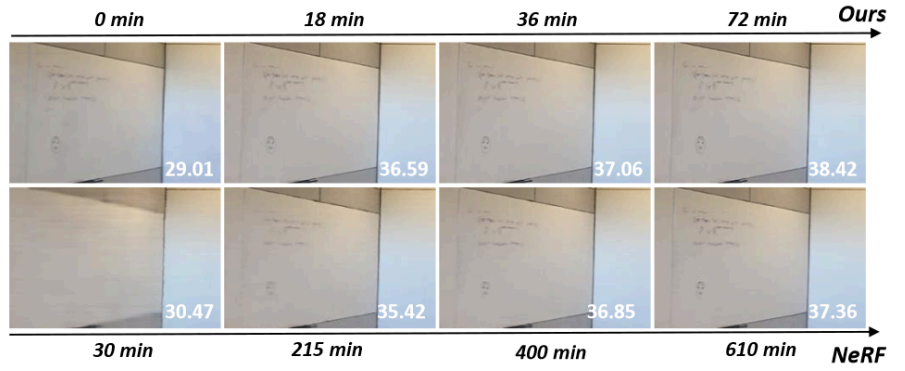 0 min 18 min 36 min 72 min Ours
29.01 36.59 37.06 38.42
30.47 35.42 36.85 37.36
30 min 215 min 400 min 610 min NeRF